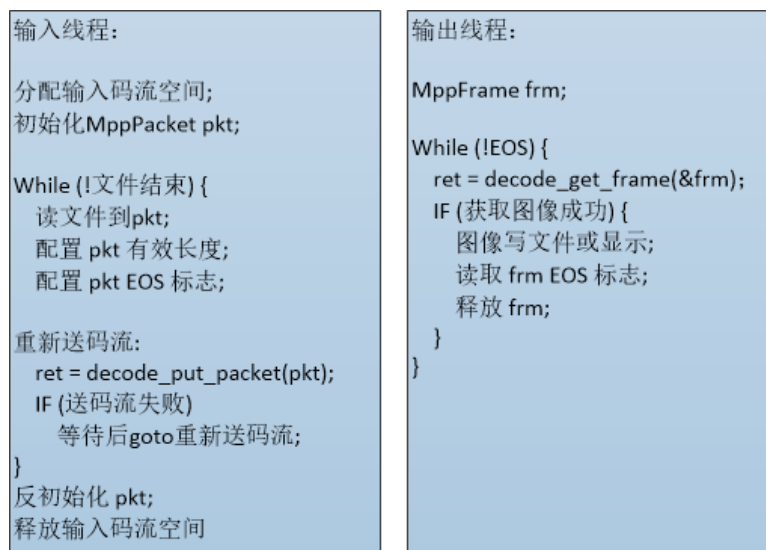 输入线程:
分配输入码流空间;
初始化MppPacket pkt;
While (!文件结束) {
读文件到pkt;
配置 pkt 有效长度;
配置 pkt EOS 标志;
重新送码流:
ret = decode_put_packet(pkt);
IF (送码流失败)
等待后goto重新送码流;
}
反初始化 pkt;
释放输入码流空间
输出线程:
MppFrame frm;
While (!EOS) {
ret = decode_get_frame(&frm);
IF (获取图像成功) {
图像写文件或显示;
读取 frm EOS 标志;
释放 frm;
}
}